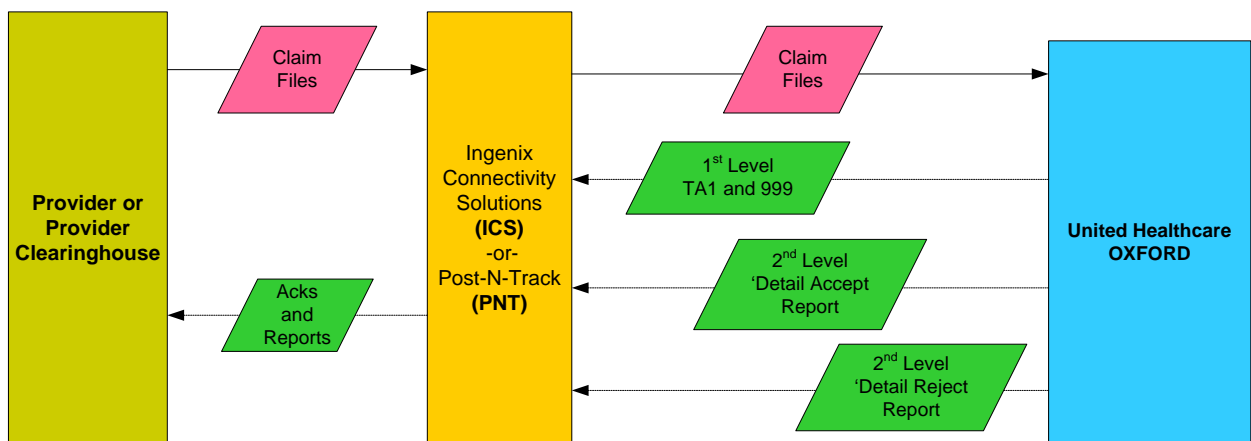 Provider or
Provider
Clearinghouse
Claim
Files
Acks
and
Reports
Ingenix
Connectivity
Solutions
(ICS)
-or-
Post-N-Track
(PNT)
Claim
Files
1st Level
TA1 and 999
2nd Level
‘Detail Accept
Report
2nd Level
‘Detail Reject
Report
United Healthcare
OXFORD